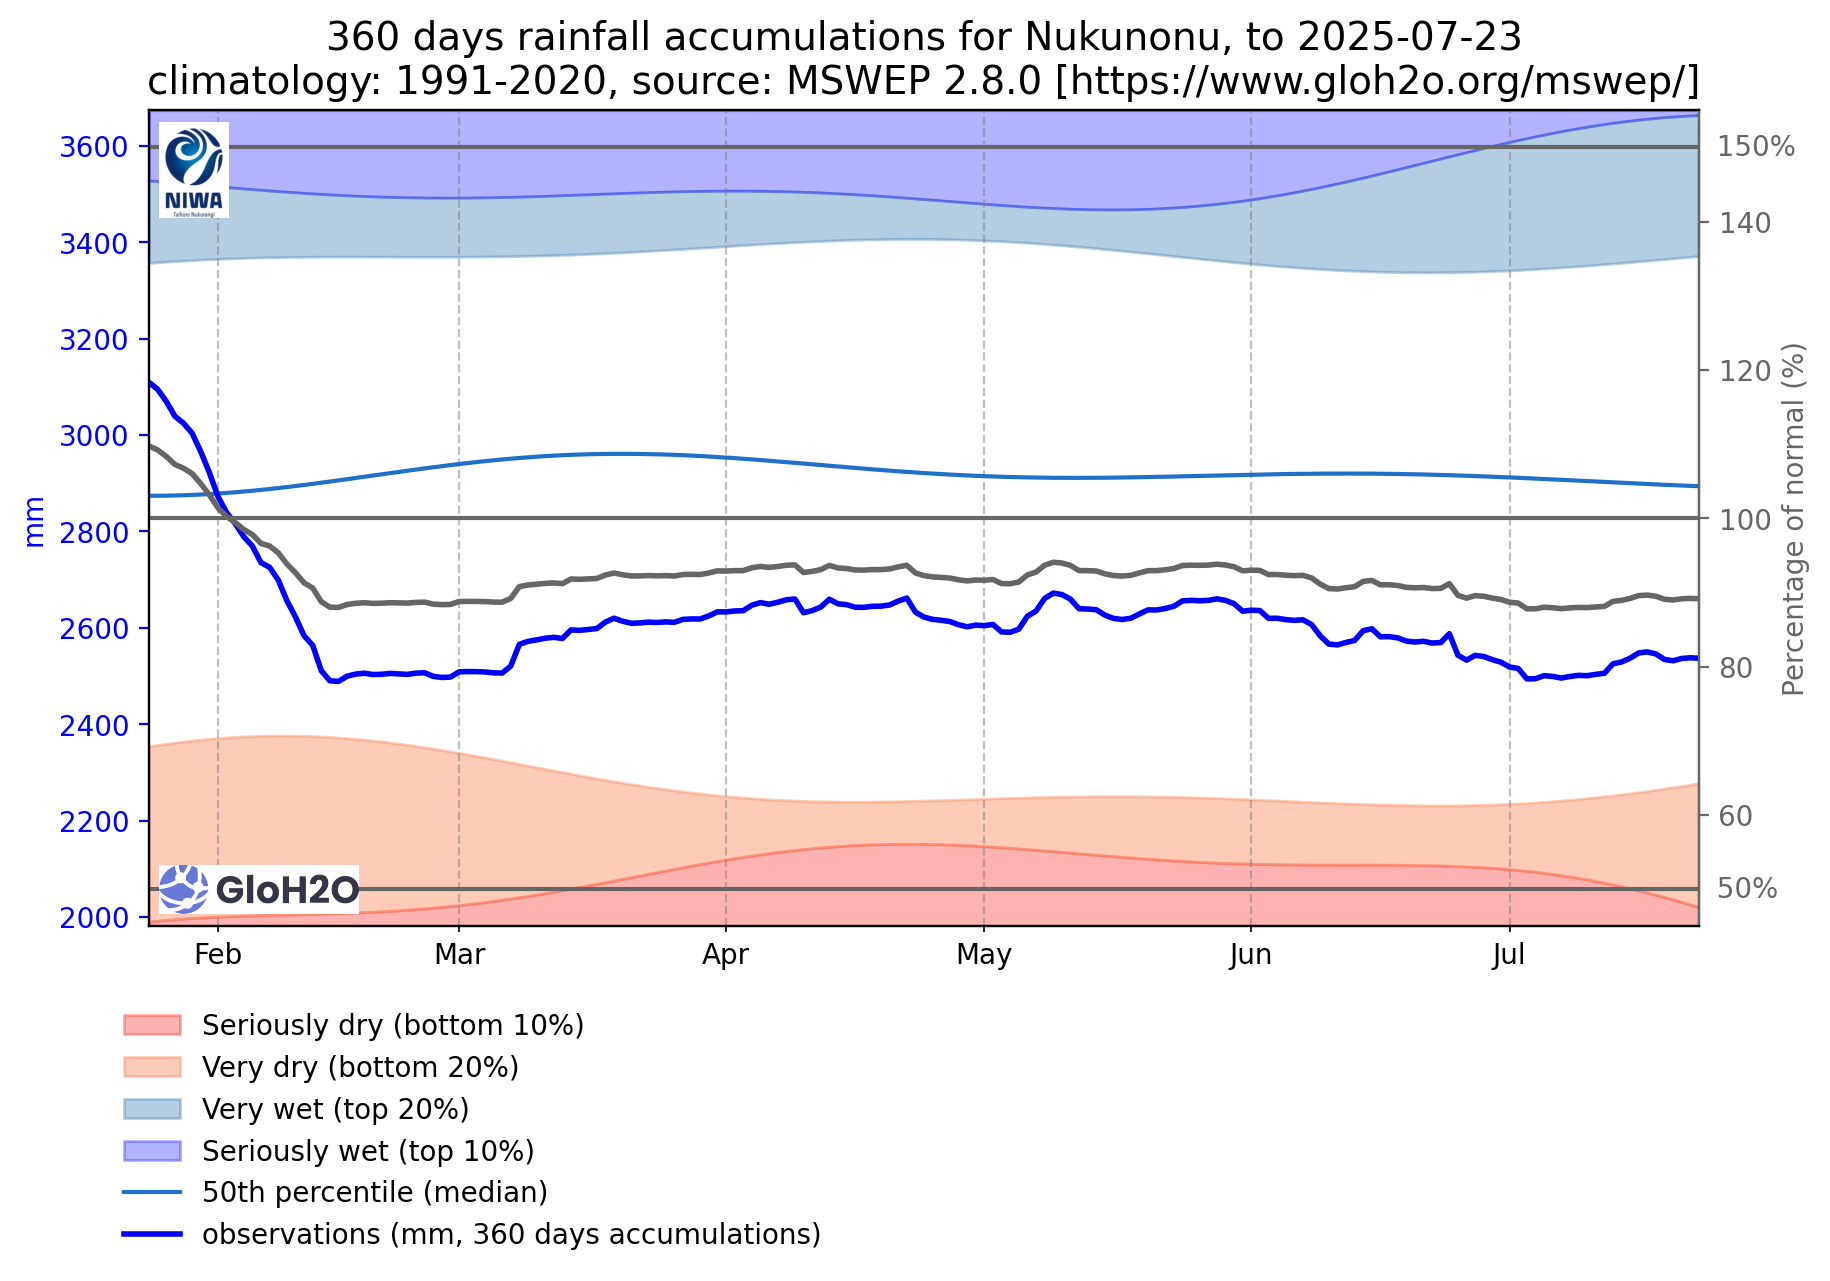 360 days rainfall accumulations for Nukunonu, to 2025-07-23
climatology: 1991-2020, source: MSWEP 2.8.0 [https://www.gloh2o.org/mswep/]
3600
3400
3200
3000
2800
2600
2400
2200
2000
mm
NIWA
Taihoro Nukurangi
GloH2O
150%
140
120
100
80
60
50%
Percentage of normal (%)
Feb
Mar
Apr
May
Jun
Jul
Seriously dry (bottom 10%)
Very dry (bottom 20%)
Very wet (top 20%)
Seriously wet (top 10%)
50th percentile (median)
observations (mm, 360 days accumulations)